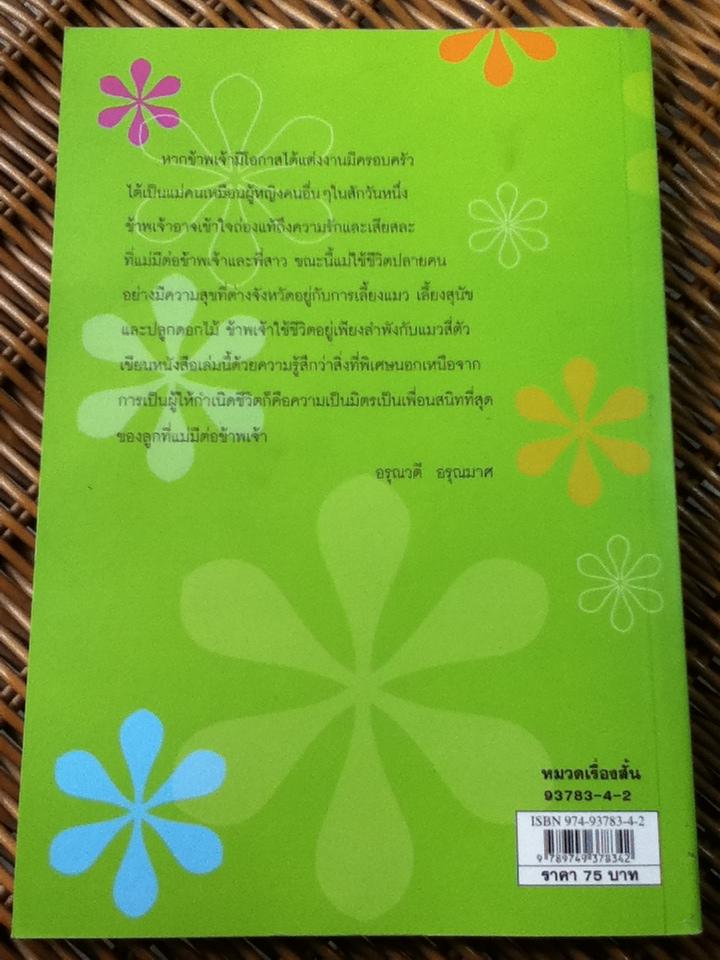 หากข้าพเจ้ามีโอกาสได้แต่งงานมีครอบครัว
ได้เป็นแม่คนเหมือนผู้หญิงคนอื่น ๆ ในสักวันหนึ่ง
ข้าพเจ้าอาจเข้าใจถ่องแท้ถึงความรักและเสียสละ
ที่แม่มีต่อข้าพเจ้าและพี่สาว ขณะนี้แม่ใช้ชีวิตปลายคน
อย่างมีความสุขที่ต่างจังหวัดอยู่กับการเลี้ยงแมว เลี้ยงสุนัข
และปลูกดอกไม้ ข้าพเจ้าใช้ชีวิตอยู่เพียงลำพังกับแมวสี่ตัว
เขียนหนังสือเล่มนี้ด้วยความรู้สึกว่าสิ่งที่พิเศษนอกเหนือจาก
การเป็นผู้ให้กำเนิดชีวิตก็คือความเป็นมิตรเป็นเพื่อนสนิทที่สุด
ของลูกที่แม่มีต่อข้าพเจ้า
อรุณวดี อรุณมาศ
หมวดเรื่องสั้น
93783-4-2
ISBN 974-93783-4-2
9 789749 378342
ราคา 75 บาท